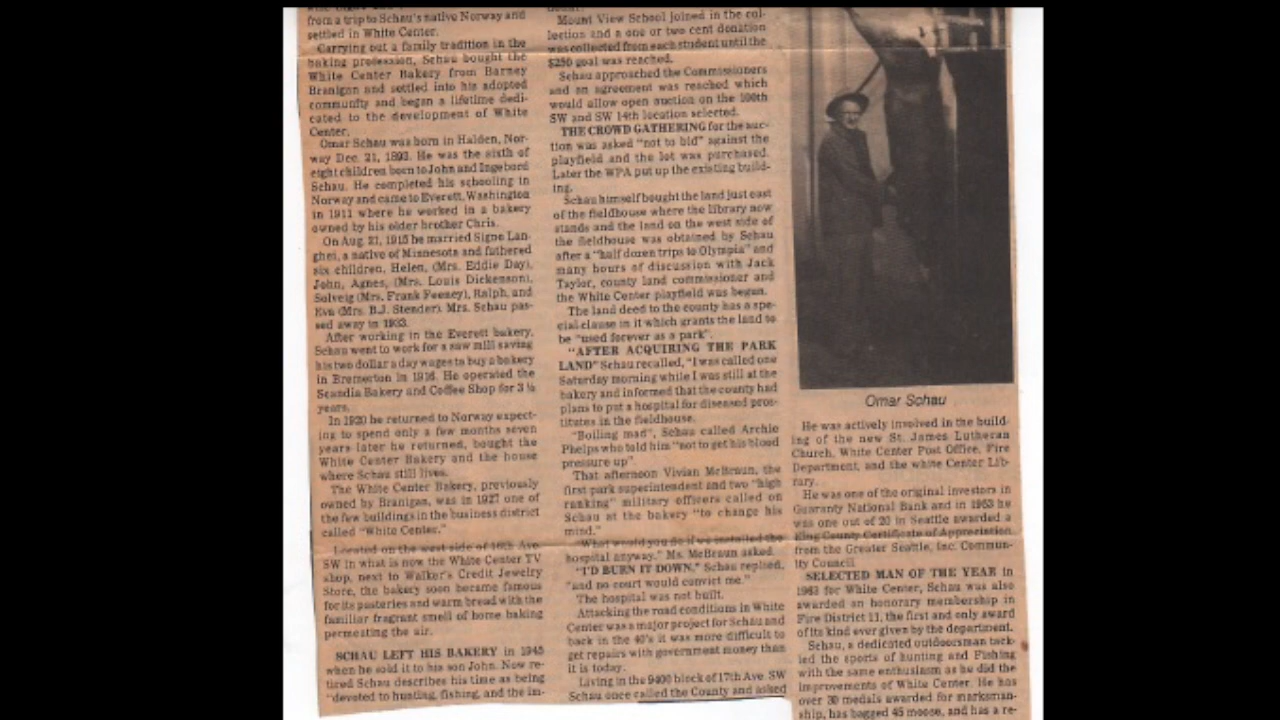 from a trip to Schau's native Norway and
settled in White Center.
Carrying out a family tradition in the
baking profession, Schau bought the
White Center Bakery from Barney
Branigan and settled into his adopted
community and began a lifetime dedi-
cated to the development of White
Center.
Omar Schau was born in Halden, Nor-
way Dec. 21, 1893. He was the sixth of
eight children born to John and Ingebord
Schau. He completed his schooling in
Norway and came to Everett, Washington
in 1911 where he worked in a bakery
owned by his older brother Chris.
On Aug. 21, 1915 he married Signe Lan-
ghei, a native of Minnesota and fathered
six children, Helen, (Mrs. Eddie Day),
John, Agnes, (Mrs. Louis Dickenson),
Solveig (Mrs. Frank Feeney), Ralph, and
Eva (Mrs. B.J. Stender). Mrs. Schau pas-
sed away in 1933.
After working in the Everett bakery,
Schau went to work for a saw mill saving
his two dollar a day wages to buy a bakery
in Bremerton in 1916. He operated the
Scandia Bakery and Coffee Shop for 3 ½
years.
In 1920 he returned to Norway expect-
ing to spend only a few months seven
years later he returned, bought the
White Center Bakery and the house
where Schau still lives.
The White Center Bakery, previously
owned by Branigan, was in 1927 one of
the few buildings in the business district
called "White Center."
Located on the west side of 16th Ave.
SW in what is now the White Center TV
shop, next to Walker's Credit Jewelry
Store, the bakery soon became famous
for its pasteries and warm bread with the
familiar fragrant smell of home baking
permeating the air.
SCHAU LEFT HIS BAKERY in 1945
when he sold it to his son John. Now re-
tired Schau describes his time as being
"devoted to hunting, fishing, and the im-
Mount View School joined in the col-
lection and a one or two cent donation
was collected from each student until the
$250 goal was reached.
Schau approached the Commissioners
and an agreement was reached which
would allow open auction on the 100th
SW and SW 14th location selected.
THE CROWD GATHERING for the auc-
tion was asked "not to bid" against the
playfield and the lot was purchased.
Later the WPA put up the existing build-
ing.
Schau himself bought the land just east
of the fieldhouse where the library now
stands and the land on the west side of
the fieldhouse was obtained by Schau
after a "half dozen trips to Olympia" and
many hours of discussion with Jack
Taylor, county land commissioner and
the White Center playfield was began.
The land deed to the county has a spe-
cial clause in it which grants the land to
be "used forever as a park".
"AFTER ACQUIRING THE PARK
LAND" Schau recalled, "I was called one
Saturday morning while I was still at the
bakery and informed that the county had
plans to put a hospital for diseased pros-
titutes in the fieldhouse.
"Boiling mad", Schau called Archie
Phelps who told him "not to get his blood
pressure up".
That afternoon Vivian McBraun, the
first park superintendent and two "high
ranking" military officers called on
Schau at the bakery "to change his
mind."
"What would you do if we installed the
hospital anyway." Ms. McBraun asked.
"I'D BURN IT DOWN," Schau replied,
"and no court would convict me."
The hospital was not built.
Attacking the road conditions in White
Center was a major project for Schau and
back in the 40's it was more difficult to
get repairs with government money than
it is today.
Living in the 9400 block of 17th Ave. SW
Schau once called the County and asked
Omar Schau
He was actively involved in the build-
ing of the new St. James Lutheran
Church, White Center Post Office, Fire
Department, and the white Center Lib-
rary.
He was one of the original investors in
Guaranty National Bank and in 1963 he
was one out of 20 in Seattle awarded a
King County Certificate of Appreciation
from the Greater Seattle, Inc. Commun-
ity Council.
SELECTED MAN OF THE YEAR in
1963 for White Center, Schau was also
awarded an honorary membership in
Fire District 11, the first and only award
of its kind ever given by the department.
Schau, a dedicated outdoorsman tack-
led the sports of hunting and Fishing
with the same enthusiasm as he did the
improvements of White Center. He has
over 30 medals awarded for marksman-
ship, has bagged 45 moose, and has a re-